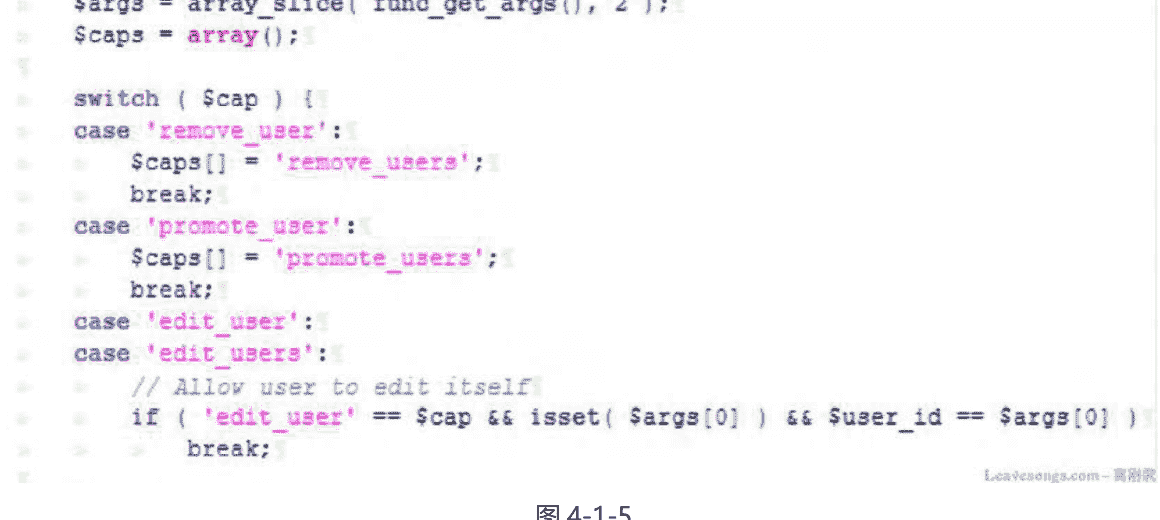 $args = array_slice( func_get_args(), 2 );
$caps = array();
switch ( $cap ) {
case 'remove_user':
$caps[] = 'remove_users';
break;
case 'promote_user':
$caps[] = 'promote_users';
break;
case 'edit_user':
case 'edit_users':
// Allow user to edit itself
if ( 'edit_user' == $cap && isset( $args[0] ) && $user_id == $args[0] )
break;
Leavesongs.com -
图 4-1-5